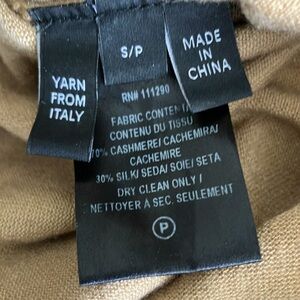 YARN
FROM
ITALY
S/P
MADE
IN
CHINA
RN# 111290
FABRIC CONTENT/
CONTENU DU TISSU
70% CASHMERE/ CACHEMIRA/
CACHEMIRE
30% SILK/ SEDA/ SOIE/ SETA
DRY CLEAN ONLY /
NETTOYER À SEC. SEULEMENT
P